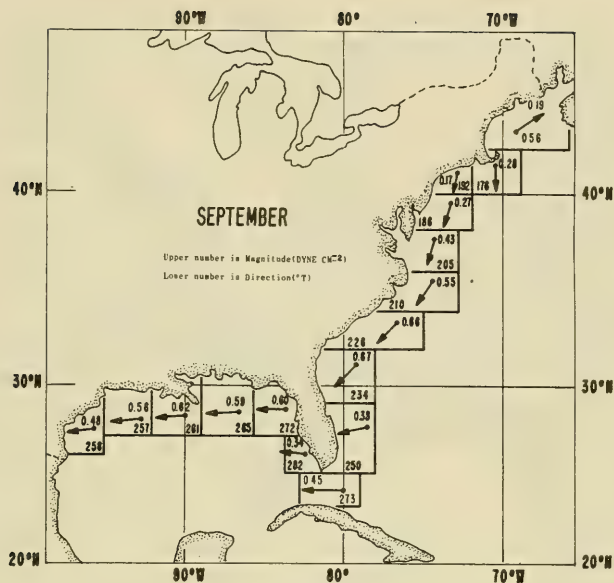 90°W 80° 70°W
0.19
0.56
0.28
0.17
192 176
40°N 40°N
0.27
SEPTEMBER
186
0.43
Upper number is Magnitude(DYNE CM⁻²)
205
Lower number is Direction(°T)
0.55
210
0.66
226
0.67
30°N 30°N
234
0.48 0.56 0.62 0.59 0.60
0.39
258 257 261 265 272
0.34
282 250
0.45
273
20°N 20°N
90°W 80° 70°W